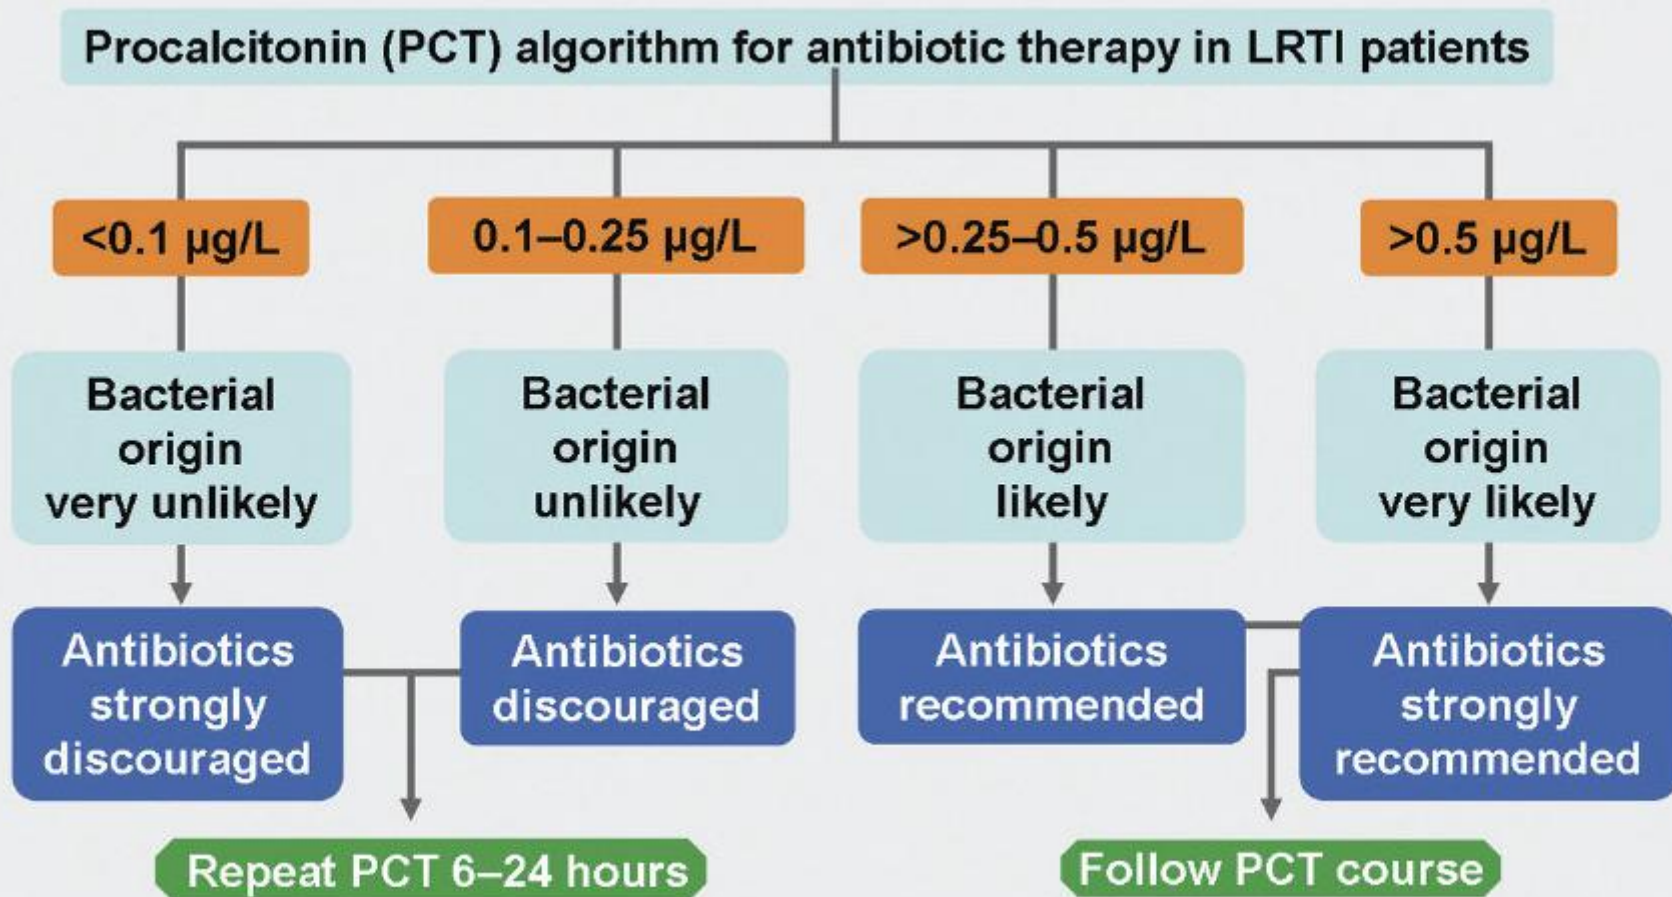 Procalcitonin (PCT) algorithm for antibiotic therapy in LRTI patients
<0.1 µg/L
0.1–0.25 µg/L
>0.25–0.5 µg/L
>0.5 µg/L
Bacterial
origin
very unlikely
Bacterial
origin
unlikely
Bacterial
origin
likely
Bacterial
origin
very likely
Antibiotics
strongly
discouraged
Antibiotics
discouraged
Antibiotics
recommended
Antibiotics
strongly
recommended
Repeat PCT 6–24 hours
Follow PCT course